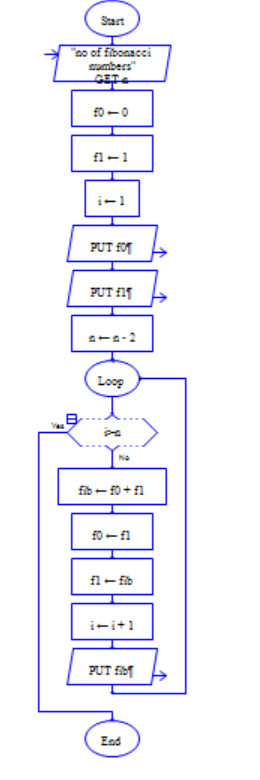 Start
"no of fibonacci
numbers"
GET n
f0 ← 0
f1 ← 1
i ← 1
PUT f0¶
PUT f1¶
n ← n - 2
Loop
Yes
i>=n
No
fib ← f0 + f1
f0 ← f1
f1 ← fib
i ← i + 1
PUT fib¶
End